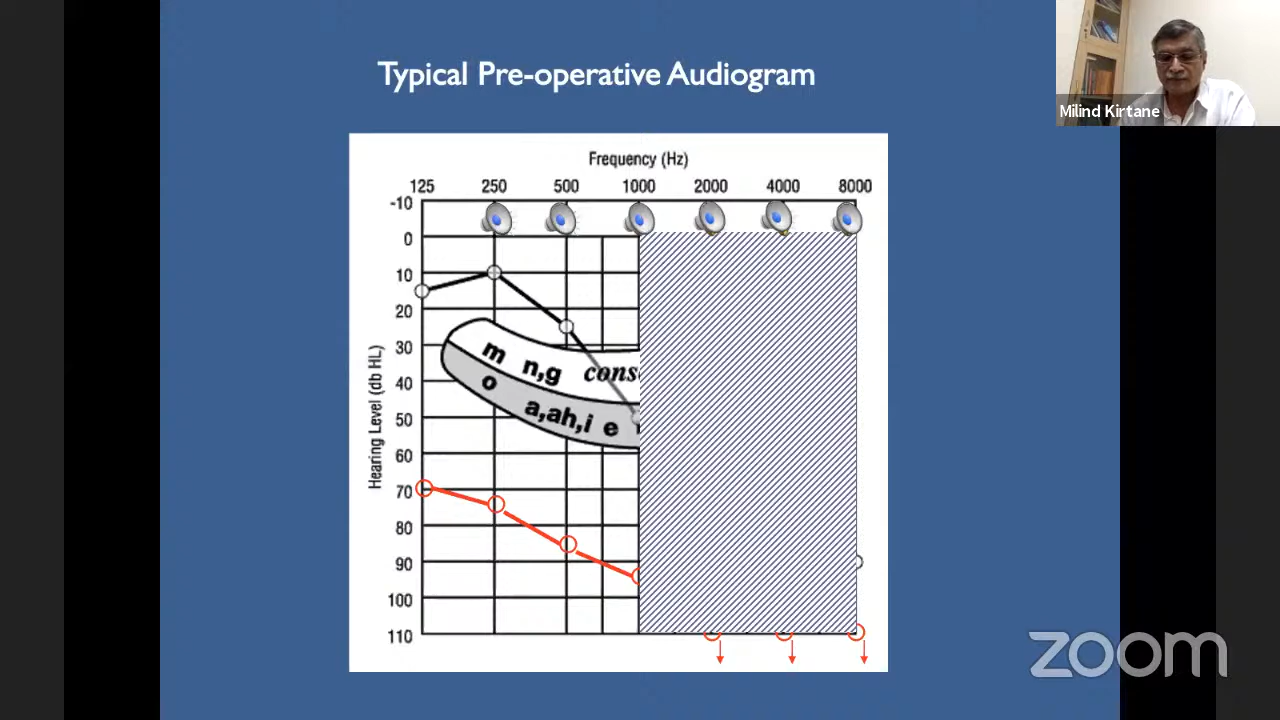 Typical Pre-operative Audiogram
Milind Kirtane
Frequency (Hz)
125 250 500 1000 2000 4000 8000
-10
0
10
20
30
40
50
60
70
80
90
100
110
Hearing Level (db HL)
m n,g cons
o a,ah,i e
zoom